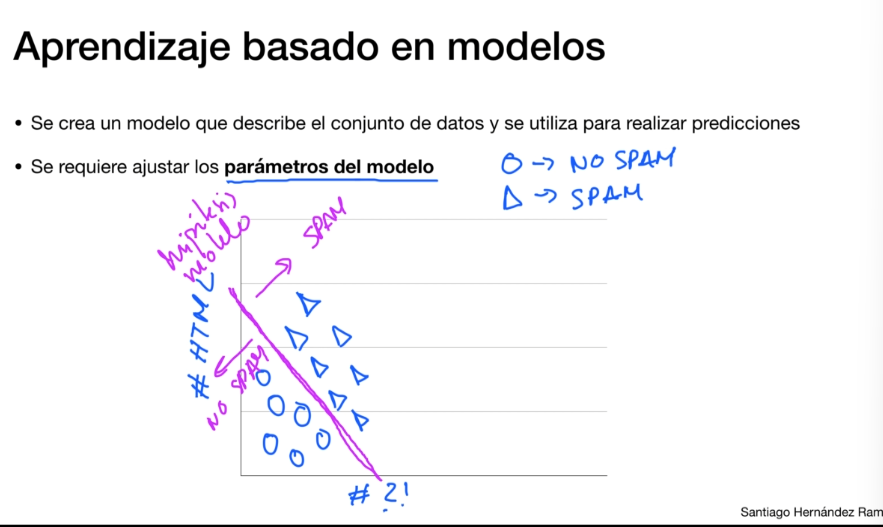 Aprendizaje basado en modelos
• Se crea un modelo que describe el conjunto de datos y se utiliza para realizar predicciones
• Se requiere ajustar los parámetros del modelo
O → NO SPAM
Δ → SPAM
modelo
SPAM
# HTML
NO SPAM
# ?!
Santiago Hernández Ram